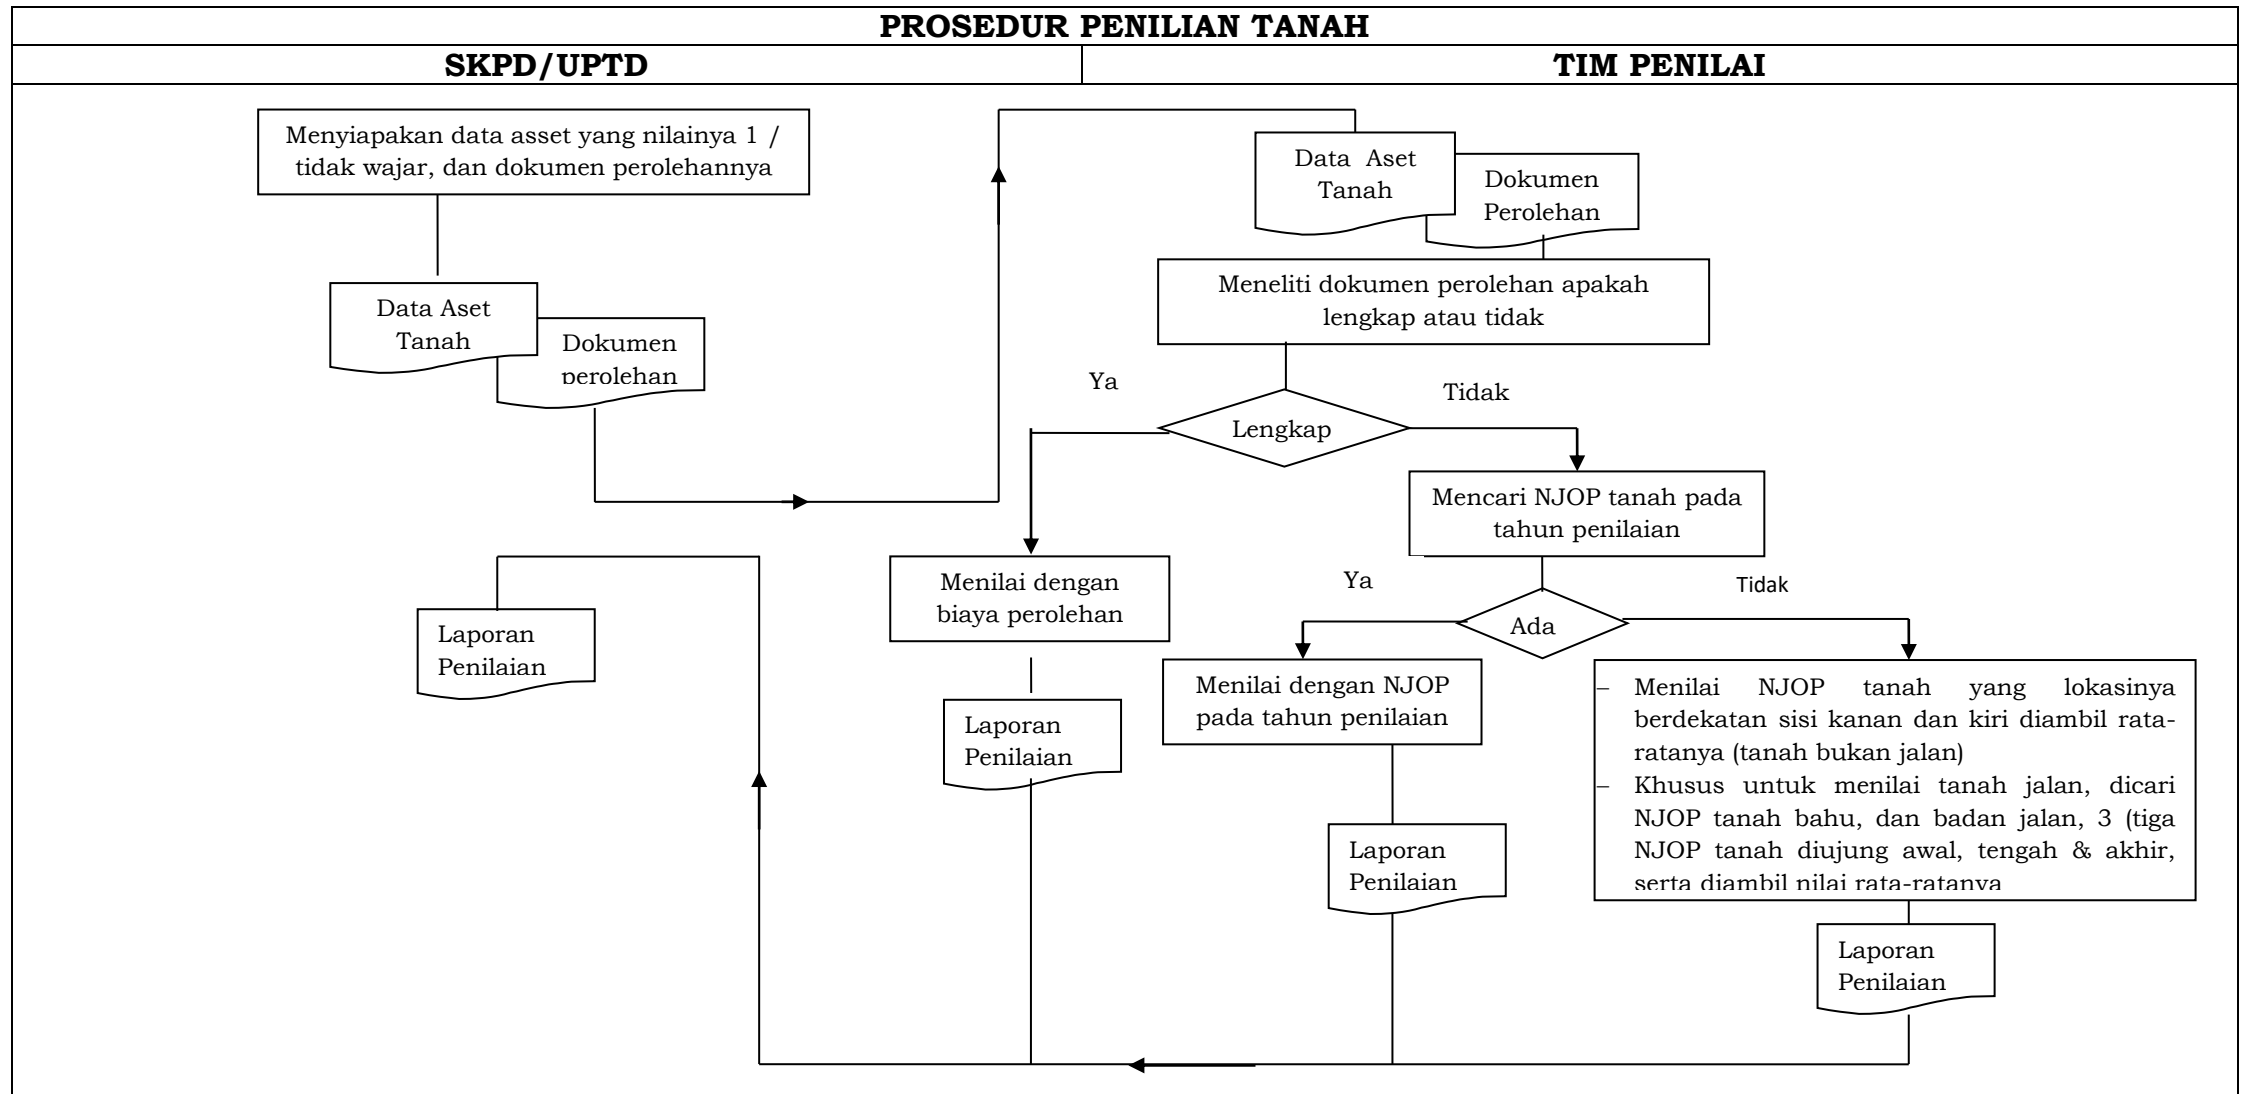 PROSEDUR PENILIAN TANAH
SKPD/UPTD
TIM PENILAI
Menyiapakan data asset yang nilainya 1 /
tidak wajar, dan dokumen perolehannya
Data Aset
Tanah
Dokumen
perolehan
Data Aset
Tanah
Dokumen
Perolehan
Meneliti dokumen perolehan apakah
lengkap atau tidak
Ya
Tidak
Lengkap
Mencari NJOP tanah pada
tahun penilaian
Menilai dengan
biaya perolehan
Ya
Tidak
Ada
Laporan
Penilaian
Laporan
Penilaian
Menilai dengan NJOP
pada tahun penilaian
– Menilai NJOP tanah yang lokasinya
berdekatan sisi kanan dan kiri diambil rata-
ratanya (tanah bukan jalan)
– Khusus untuk menilai tanah jalan, dicari
NJOP tanah bahu, dan badan jalan, 3 (tiga
NJOP tanah diujung awal, tengah & akhir,
serta diambil nilai rata-ratanya
Laporan
Penilaian
Laporan
Penilaian